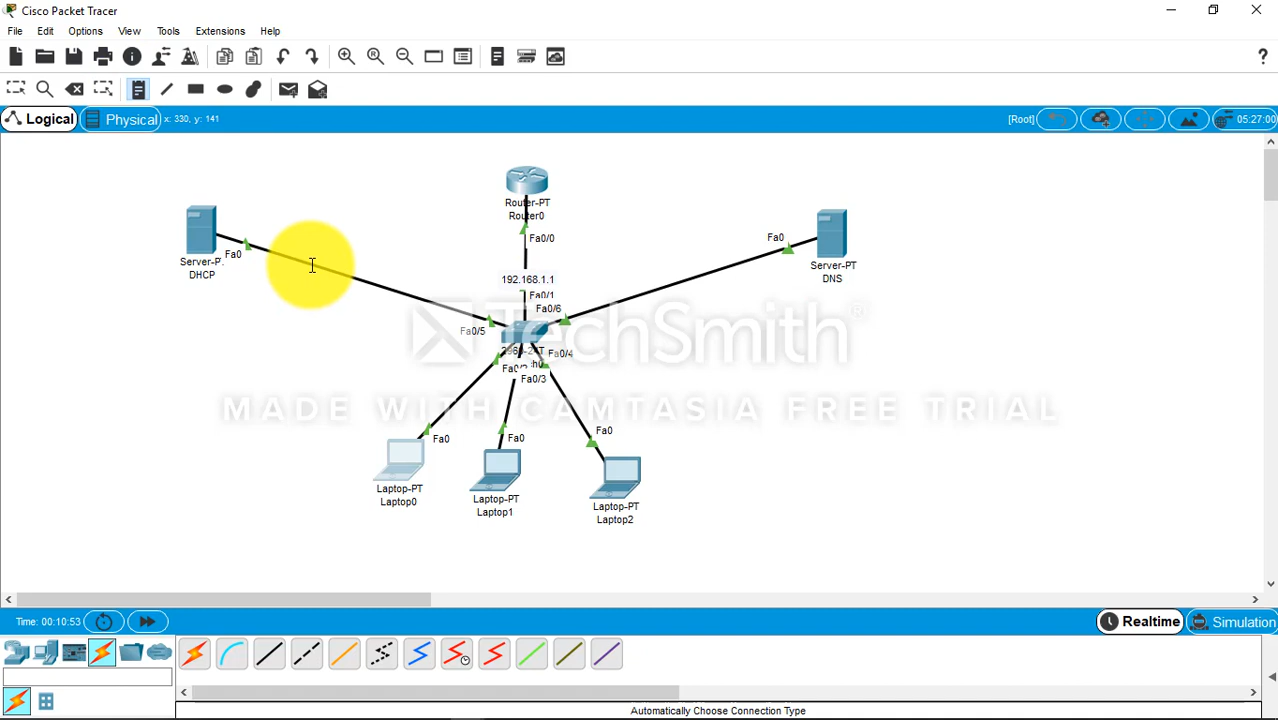 Cisco Packet Tracer
File Edit Options View Tools Extensions Help
Logical Physical x: 330, y: 141 [Root] 05:27:00
Router-PT
Router0
Fa0/0
Fa0
Server-PT
DNS
Fa0
Server-P
DHCP
192.168.1.1
Fa0/1
Fa0/6
Fa0/5
TechSmith®
Fa0/4
Fa0/3
MADE WITH CAMTASIA FREE TRIAL
Fa0
Fa0
Fa0
Laptop-PT
Laptop0
Laptop-PT
Laptop1
Laptop-PT
Laptop2
Time: 00:10:53 Realtime Simulation
Automatically Choose Connection Type